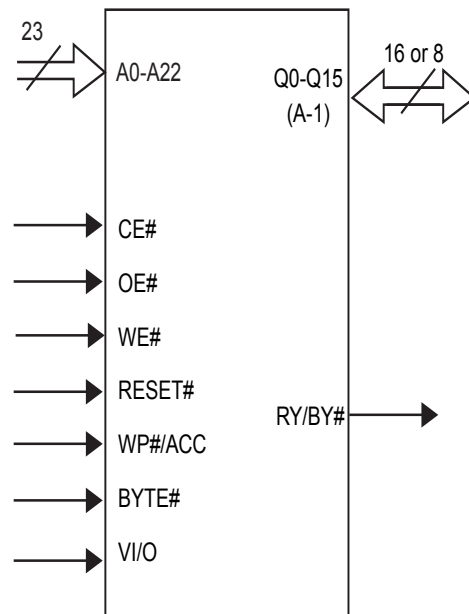 23
16 or 8
A0-A22
Q0-Q15
(A-1)
CE#
OE#
WE#
RESET#
RY/BY#
WP#/ACC
BYTE#
VI/O